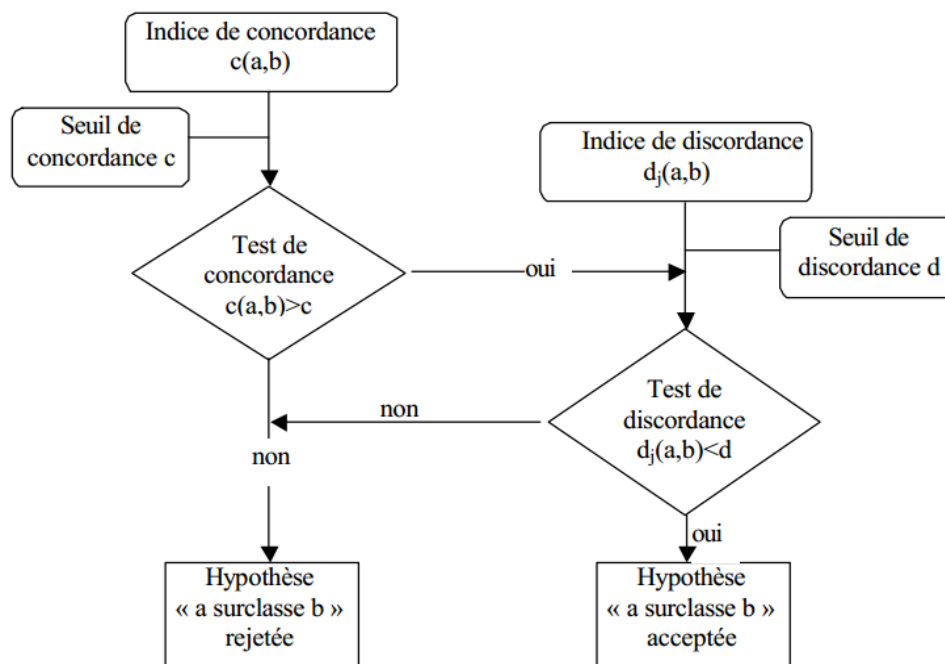 Indice de concordance
c(a,b)
Seuil de
concordance c
Indice de discordance
dⱼ(a,b)
Seuil de
discordance d
Test de
concordance
c(a,b)>c
oui
Test de
discordance
dⱼ(a,b)<d
non
non
oui
Hypothèse
« a surclasse b »
rejetée
Hypothèse
« a surclasse b »
acceptée